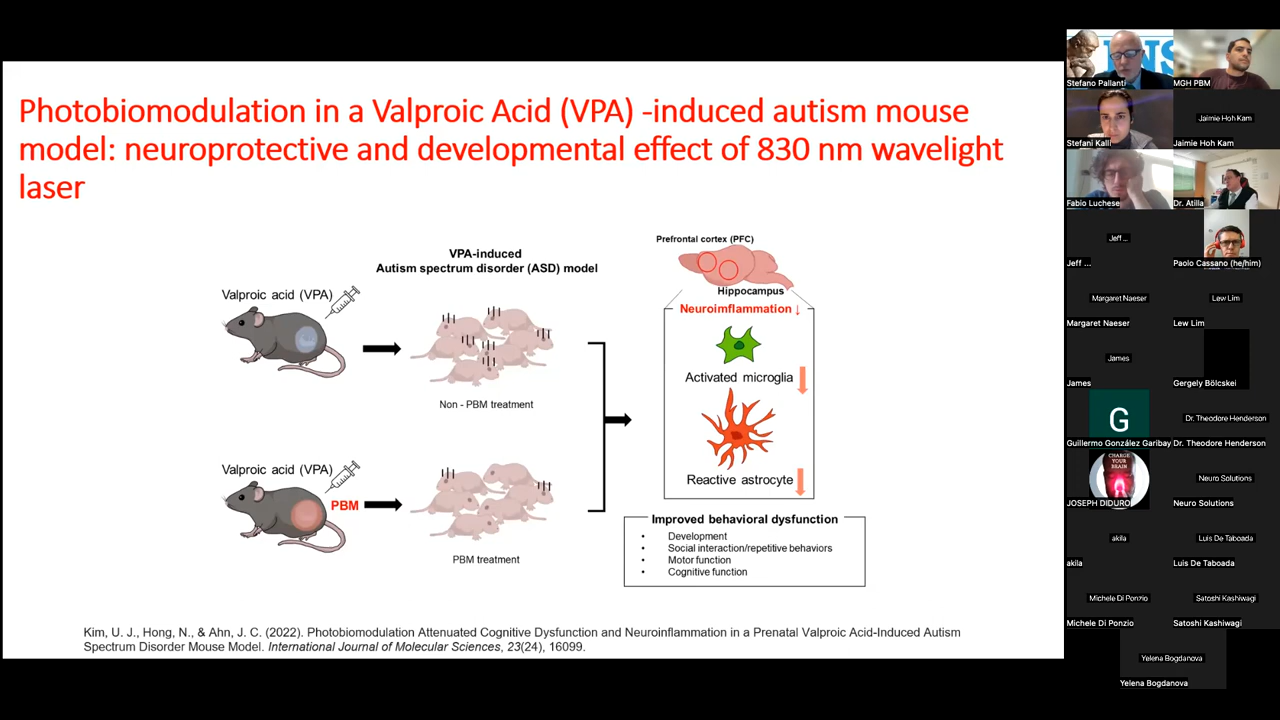 Photobiomodulation in a Valproic Acid (VPA) -induced autism mouse
model: neuroprotective and developmental effect of 830 nm wavelight
laser
VPA-induced
Autism spectrum disorder (ASD) model
Valproic acid (VPA)
Non - PBM treatment
Valproic acid (VPA)
PBM
PBM treatment
Prefrontal cortex (PFC)
Hippocampus
Neuroimflammation ↓
Activated microglia
Reactive astrocyte
Improved behavioral dysfunction
• Development
• Social interaction/repetitive behaviors
• Motor function
• Cognitive function
Kim, U. J., Hong, N., & Ahn, J. C. (2022). Photobiomodulation Attenuated Cognitive Dysfunction and Neuroinflammation in a Prenatal Valproic Acid-Induced Autism
Spectrum Disorder Mouse Model. International Journal of Molecular Sciences, 23(24), 16099.
Stefano Pallanti
MGH PBM
Stefani Kalli
Jaimie Hoh Kam
Jaimie Hoh Kam
Fabio Luchese
Dr. Atilla
Jeff ...
Jeff ...
Paolo Cassano (he/him)
Margaret Naeser
Margaret Naeser
Lew Lim
Lew Lim
James
James
Gergely Bölcskei
G
Guillermo González Garibay
Dr. Theodore Henderson
Dr. Theodore Henderson
CHARGE
YOUR
BRAIN
JOSEPH DIDURO
Neuro Solutions
Neuro Solutions
akila
akila
Luis De Taboada
Luis De Taboada
Michele Di Ponzio
Michele Di Ponzio
Satoshi Kashiwagi
Satoshi Kashiwagi
Yelena Bogdanova
Yelena Bogdanova